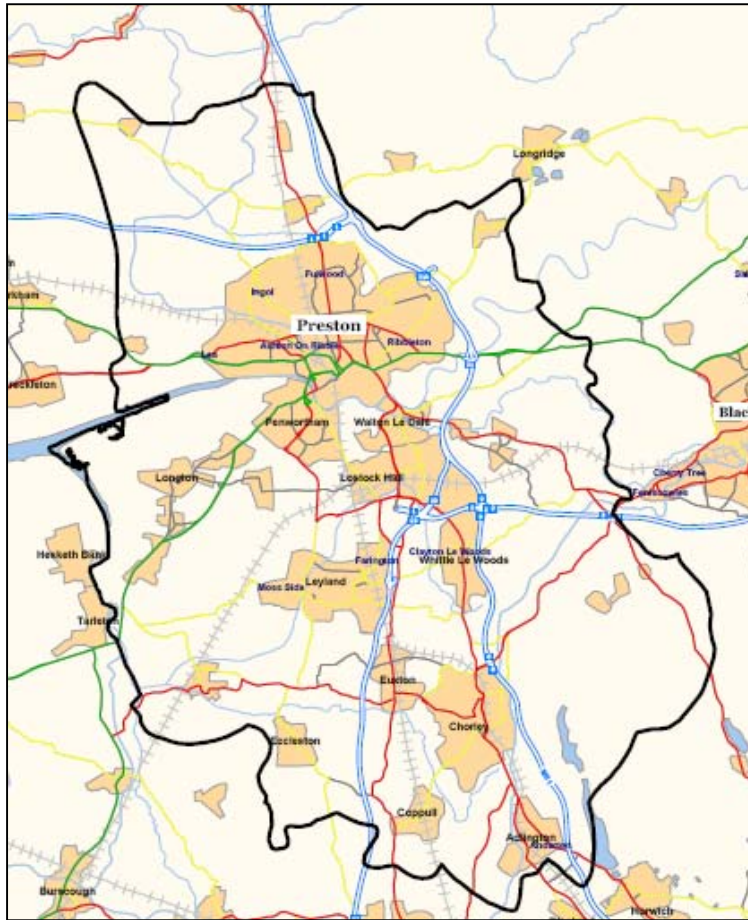 Longridge
Fulwood
Ingol
Preston
Ashton On Ribble
Ribbleton
Lea
Blac
Penwortham
Walton Le Dale
Longton
Lostock Hall
Cherry Tree
Feniscowles
Hesketh Bank
Farington
Clayton Le Woods
Whittle Le Woods
Moss Side
Leyland
Tarleton
Euxton
Chorley
Eccleston
Coppull
Adlington
Burscough
Horwich